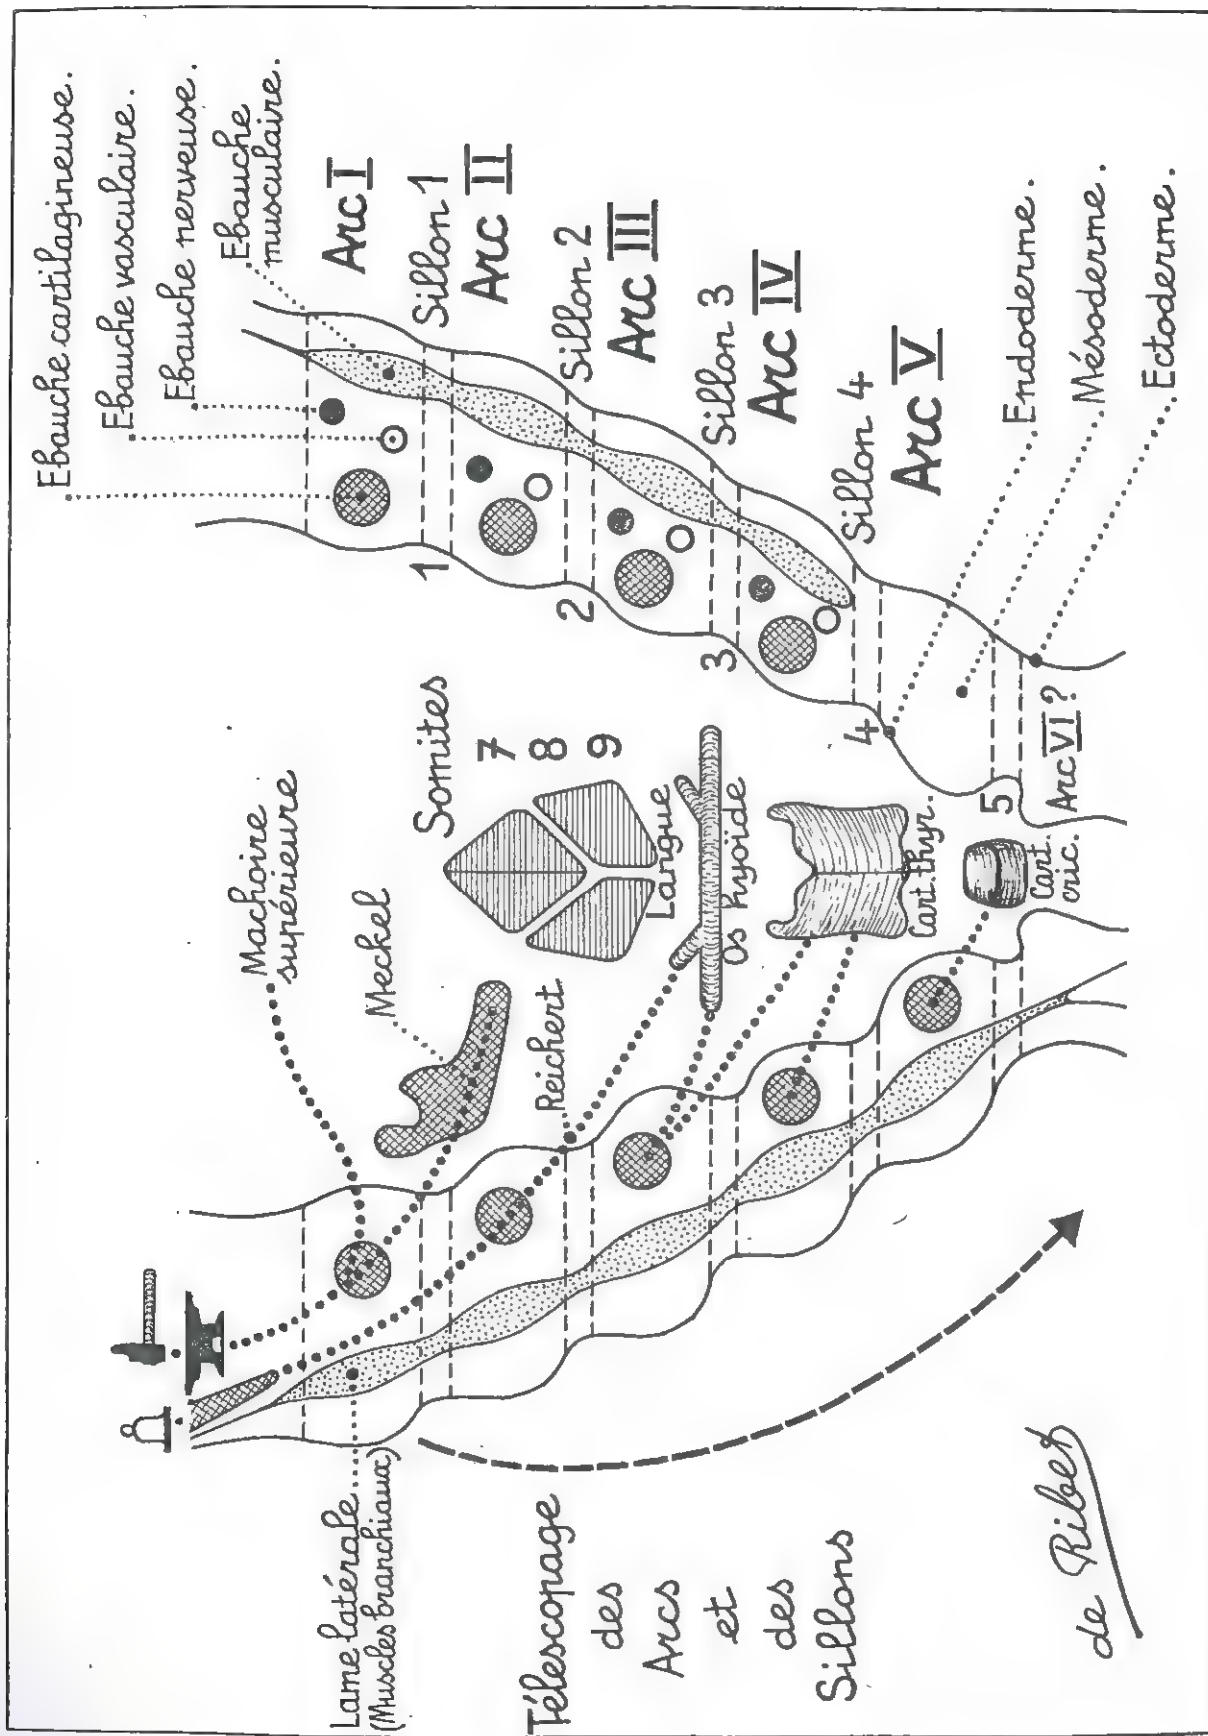 Ebauche cartilagineuse.
Ebauche vasculaire.
Ebauche nerveuse.
Ebauche
musculaire.
Arc I
Sillon 1
Arc II
Sillon 2
Arc III
Sillon 3
Arc IV
Sillon 4
Arc V
Endoderme.
Mésoderme.
Ectoderme.
1
2
3
4
5
Arc VI ?
Machoire
supérieure
Meckel
Reichert
Somites
7
8
9
Langue
Os hyoïde
Cart. thyr.
Cart.
cric.
Lame latérale
(Muscles branchiaux)
Télescopage
des
Arcs
et
des
Sillons
de Ribet